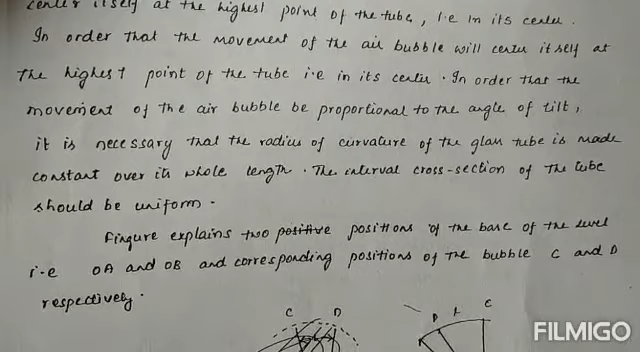 center itself at the highest point of the tube, i.e in its center.
In order that the movement of the air bubble will center itself at
the highest point of the tube i.e in its center. In order that the
movement of the air bubble be proportional to the angle of tilt,
it is necessary that the radius of curvature of the glass tube is made
constant over its whole length. The interval cross-section of the tube
should be uniform.
Fingure explains two positive positions of the base of the level
i.e OA and OB and corresponding positions of the bubble C and D
respectively.
C D
D C
FILMIGO